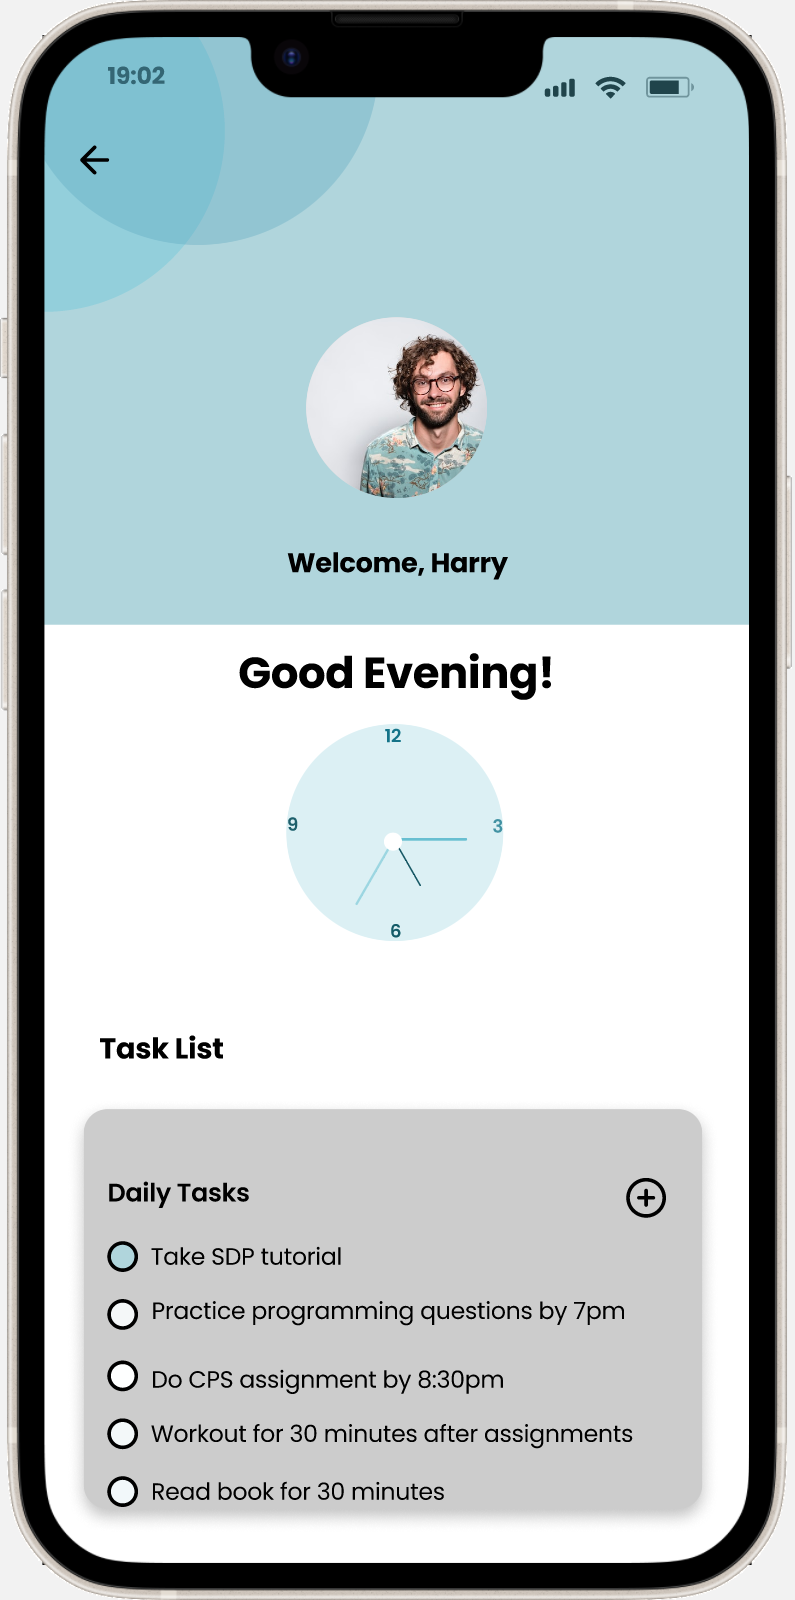 19:02
Welcome, Harry
Good Evening!
12
9
3
6
Task List
Daily Tasks
Take SDP tutorial
Practice programming questions by 7pm
Do CPS assignment by 8:30pm
Workout for 30 minutes after assignments
Read book for 30 minutes